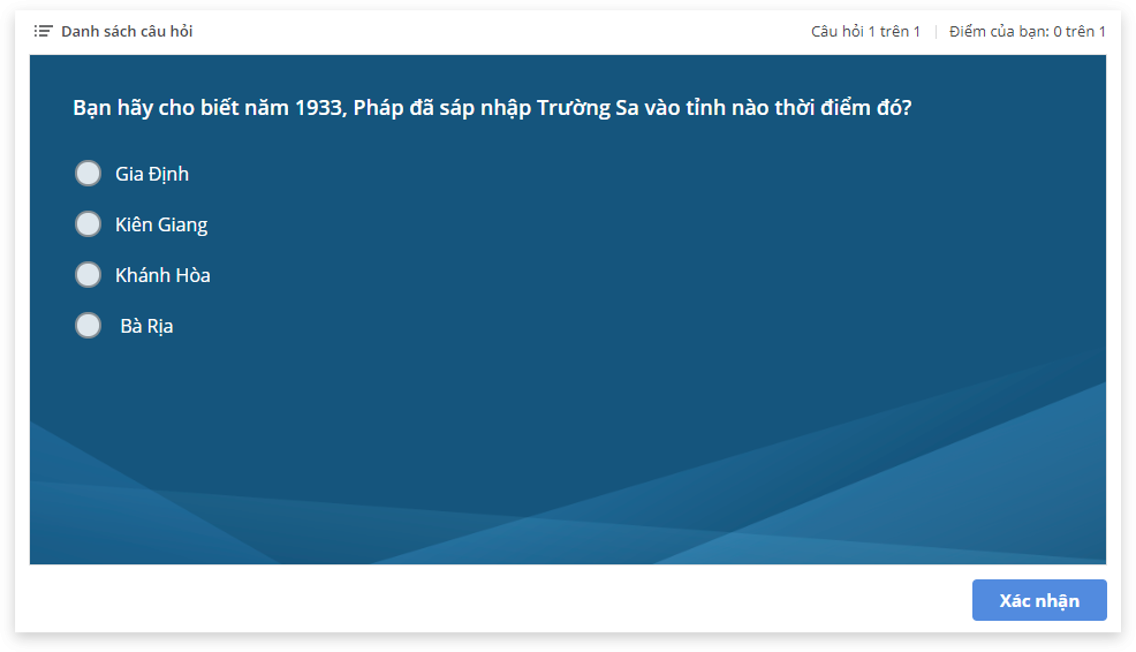 Danh sách câu hỏi
Câu hỏi 1 trên 1 | Điểm của bạn: 0 trên 1
Bạn hãy cho biết năm 1933, Pháp đã sáp nhập Trường Sa vào tỉnh nào thời điểm đó?
Gia Định
Kiên Giang
Khánh Hòa
Bà Rịa
Xác nhận